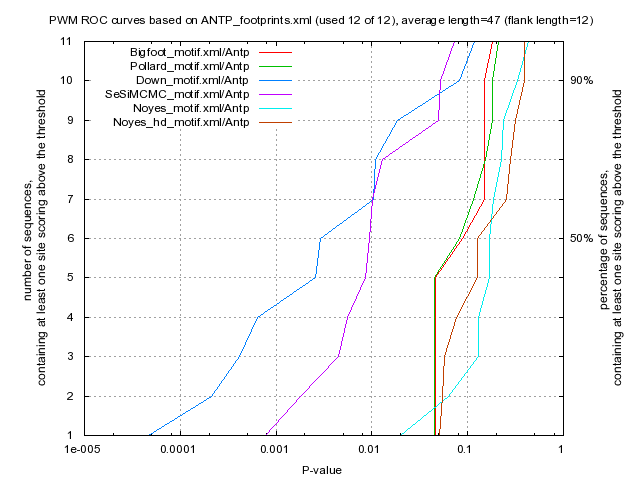 PWM ROC curves based on ANTP_footprints.xml (used 12 of 12), average length=47 (flank length=12)
number of sequences,
containing at least one site scoring above the threshold
11
10
9
8
7
6
5
4
3
2
1
Bigfoot_motif.xml/Antp
Pollard_motif.xml/Antp
Down_motif.xml/Antp
SeSiMCMC_motif.xml/Antp
Noyes_motif.xml/Antp
Noyes_hd_motif.xml/Antp
90%
50%
percentage of sequences,
containing at least one site scoring above the threshold
1e-005 0.0001 0.001 0.01 0.1 1
P-value